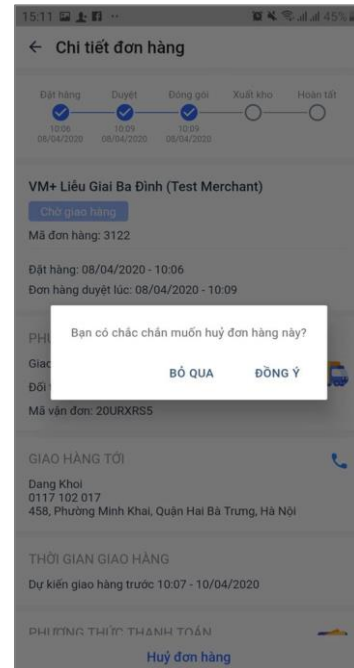 15:11 45%
Chi tiết đơn hàng
Đặt hàng Duyệt Đóng gói Xuất kho Hoàn tất
10:06 10:09 10:09
08/04/2020 08/04/2020 08/04/2020
VM+ Liễu Giai Ba Đình (Test Merchant)
Chờ giao hàng
Mã đơn hàng: 3122
Đặt hàng: 08/04/2020 - 10:06
Đơn hàng duyệt lúc: 08/04/2020 - 10:09
Bạn có chắc chắn muốn huỷ đơn hàng này?
BỎ QUA ĐỒNG Ý
Mã vận đơn: 20URXRS5
GIAO HÀNG TỚI
Dang Khoi
0117 102 017
458, Phường Minh Khai, Quận Hai Bà Trưng, Hà Nội
THỜI GIAN GIAO HÀNG
Dự kiến giao hàng trước 10:07 - 10/04/2020
PHƯƠNG THỨC THANH TOÁN
Huỷ đơn hàng